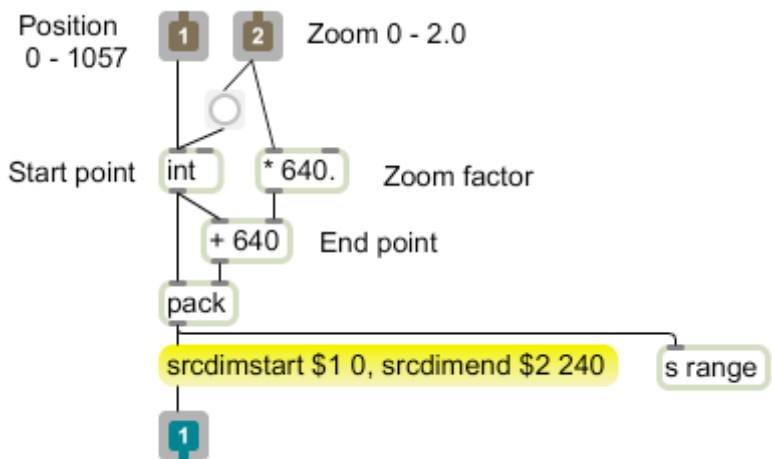 Position
0 - 1057
1
2
Zoom 0 - 2.0
Start point
int
* 640.
Zoom factor
+ 640
End point
pack
srcdimstart $1 0, srcdimend $2 240
s range
1